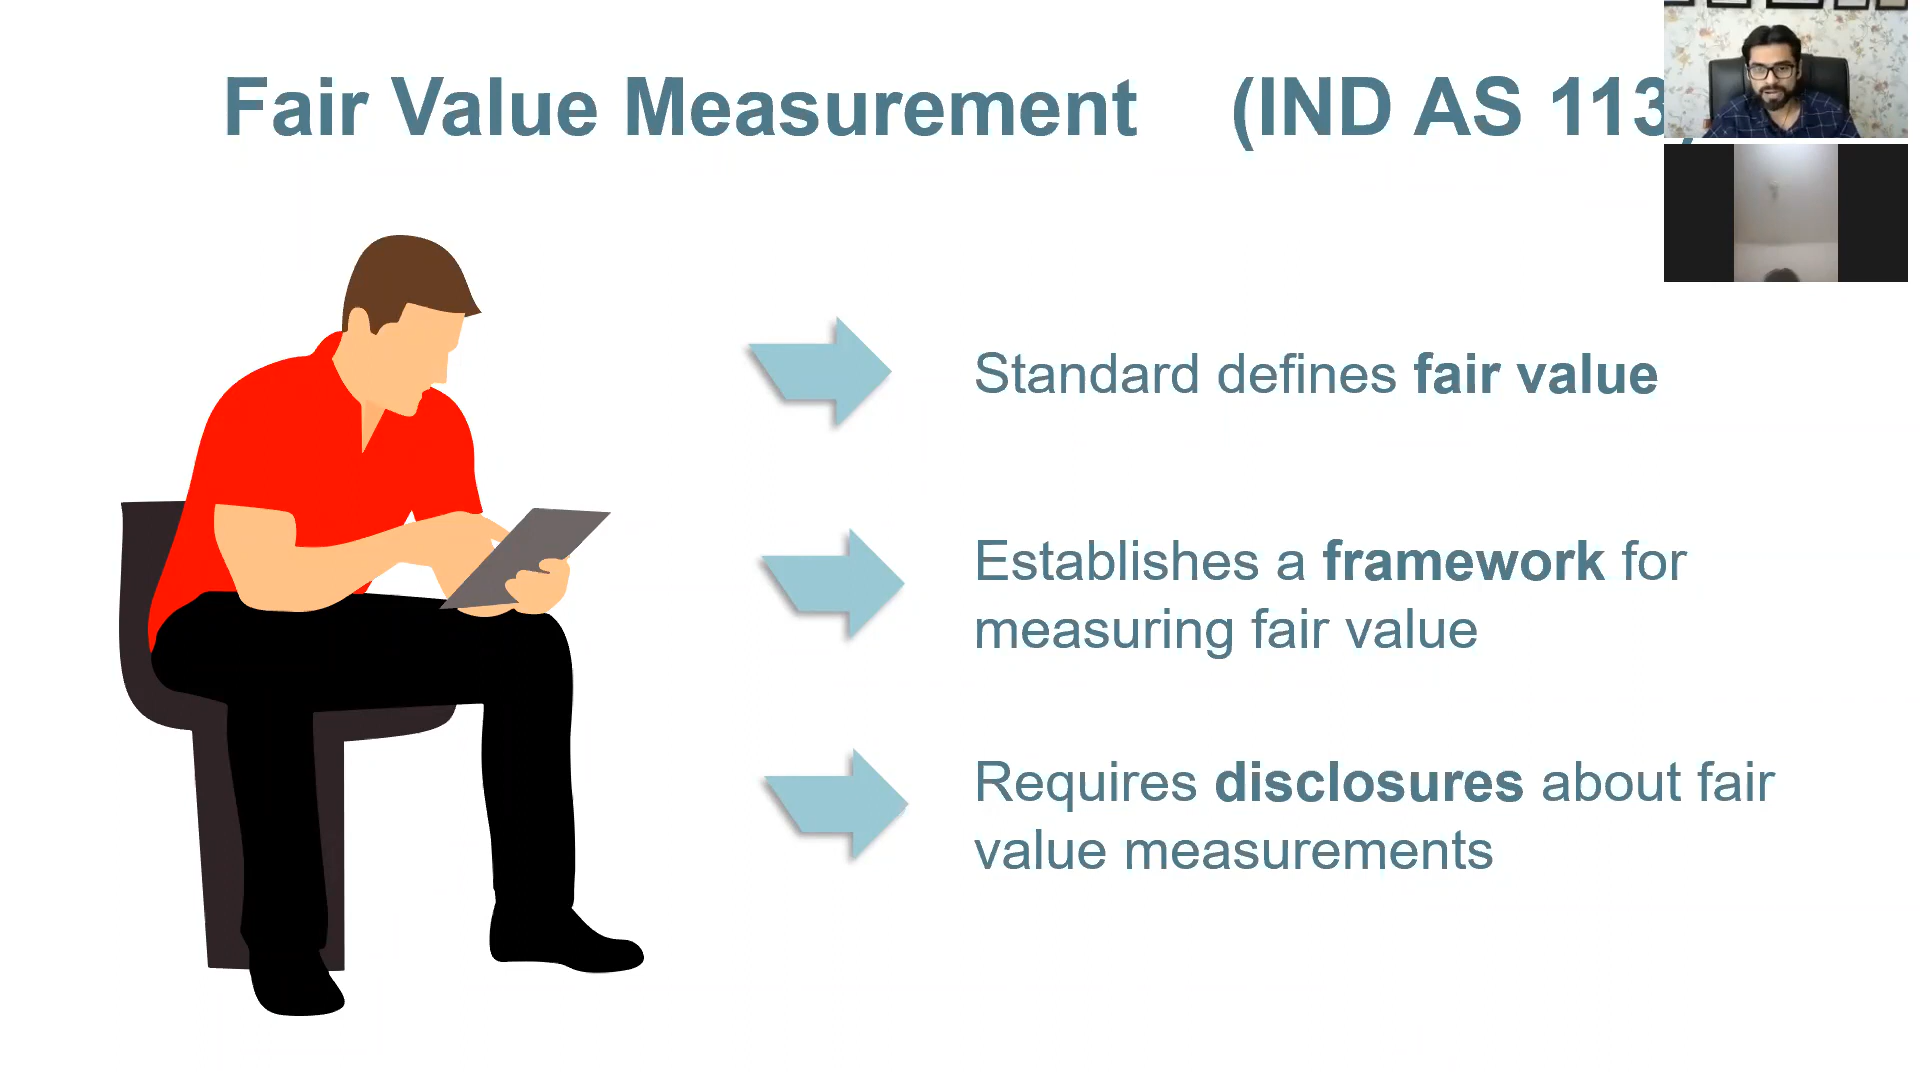 Fair Value Measurement (IND AS 113)
Standard defines fair value
Establishes a framework for
measuring fair value
Requires disclosures about fair
value measurements